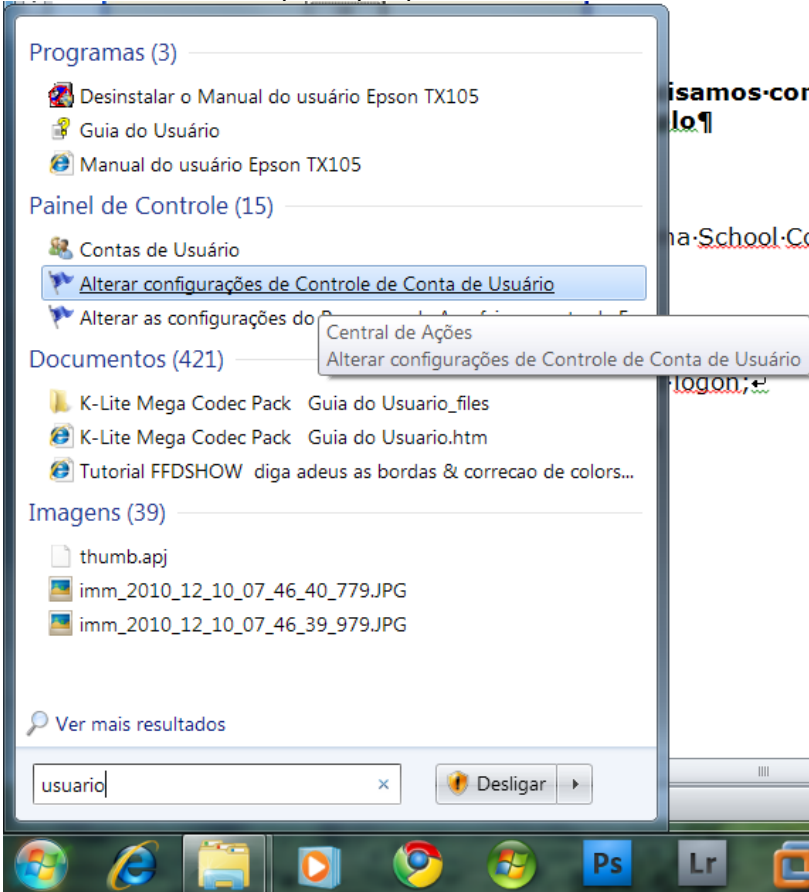 Programas (3)
Desinstalar o Manual do usuário Epson TX105
Guia do Usuário
Manual do usuário Epson TX105
Painel de Controle (15)
Contas de Usuário
Alterar configurações de Controle de Conta de Usuário
Alterar as configurações do
Central de Ações
Alterar configurações de Controle de Conta de Usuário
Documentos (421)
K-Lite Mega Codec Pack   Guia do Usuario_files
K-Lite Mega Codec Pack   Guia do Usuario.htm
Tutorial FFDSHOW  diga adeus as bordas & correcao de colors...
Imagens (39)
thumb.apj
imm_2010_12_10_07_46_40_779.JPG
imm_2010_12_10_07_46_39_979.JPG
Ver mais resultados
usuario
Desligar
isamos·con
lo¶
na·School·Co
·logon;↵
Ps
Lr